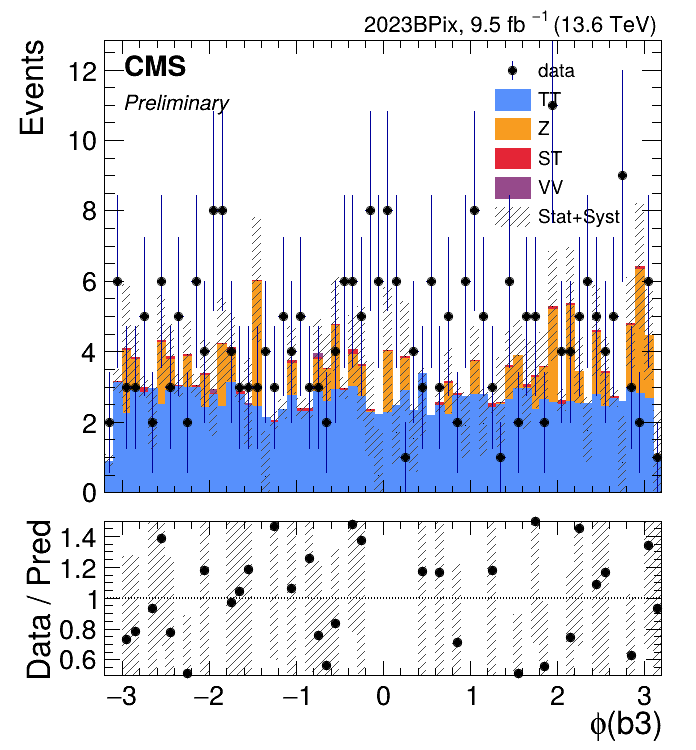 2023BPix, 9.5 fb⁻¹ (13.6 TeV)
Events
CMS
Preliminary
data
TT
Z
ST
VV
Stat+Syst
12
10
8
6
4
2
0
Data / Pred
1.4
1.2
1
0.8
0.6
−3 −2 −1 0 1 2 3
ϕ(b3)